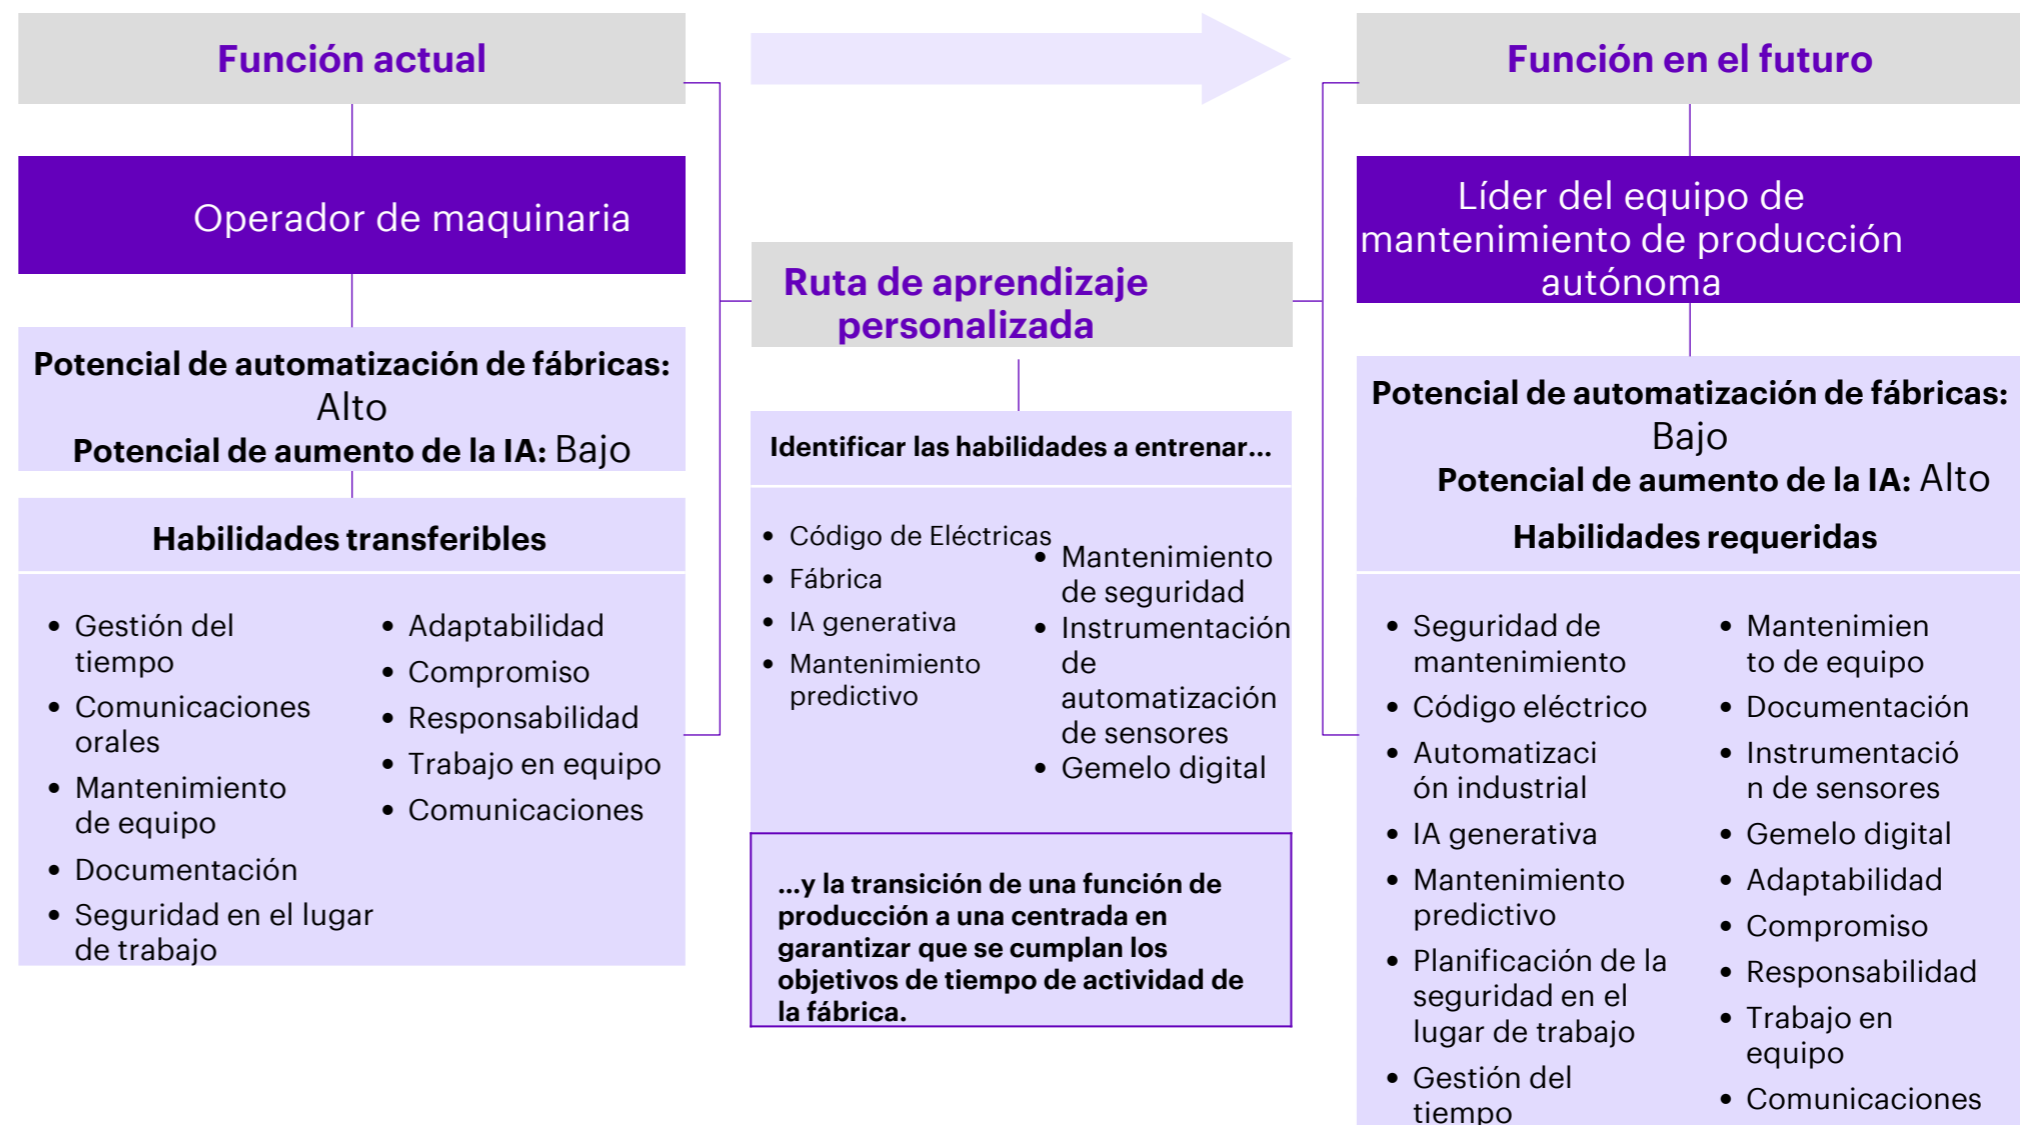 Función actual
Operador de maquinaria
Potencial de automatización de fábricas:
Alto
Potencial de aumento de la IA: Bajo
Habilidades transferibles
• Gestión del
tiempo
• Comunicaciones
orales
• Mantenimiento
de equipo
• Documentación
• Seguridad en el lugar
de trabajo
• Adaptabilidad
• Compromiso
• Responsabilidad
• Trabajo en equipo
• Comunicaciones
Ruta de aprendizaje
personalizada
Identificar las habilidades a entrenar...
• Código de Eléctricas
• Fábrica
• IA generativa
• Mantenimiento
predictivo
• Mantenimiento
de seguridad
• Instrumentación
de
automatización
de sensores
• Gemelo digital
...y la transición de una función de
producción a una centrada en
garantizar que se cumplan los
objetivos de tiempo de actividad de
la fábrica.
Función en el futuro
Líder del equipo de
mantenimiento de producción
autónoma
Potencial de automatización de fábricas:
Bajo
Potencial de aumento de la IA: Alto
Habilidades requeridas
• Seguridad de
mantenimiento
• Código eléctrico
• Automatizaci
ón industrial
• IA generativa
• Mantenimiento
predictivo
• Planificación de la
seguridad en el
lugar de trabajo
• Gestión del
tiempo
• Mantenimien
to de equipo
• Documentación
• Instrumentació
n de sensores
• Gemelo digital
• Adaptabilidad
• Compromiso
• Responsabilidad
• Trabajo en
equipo
• Comunicaciones